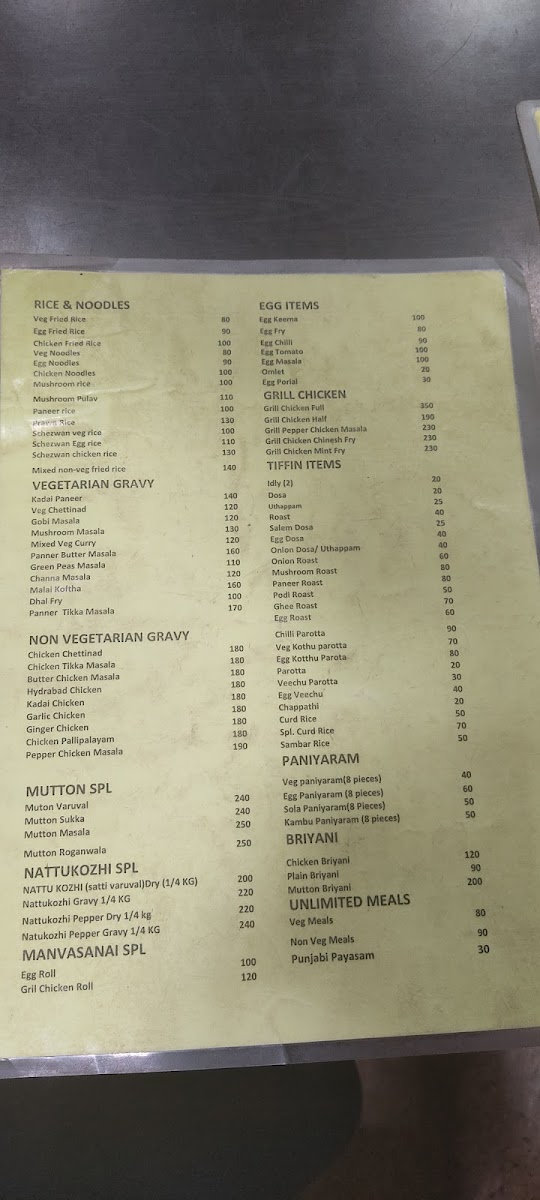 RICE & NOODLES
Veg Fried Rice 80
Egg Fried Rice 90
Chicken Fried Rice 100
Veg Noodles 80
Egg Noodles 90
Chicken Noodles 100
Mushroom rice 100
Mushroom Pulav 110
Paneer rice 100
Prawn Rice 130
Schezwan veg rice 100
Schezwan Egg rice 110
Schezwan chicken rice 130
Mixed non-veg fried rice 140
VEGETARIAN GRAVY
Kadai Paneer 140
Veg Chettinad 120
Gobi Masala 120
Mushroom Masala 130
Mixed Veg Curry 120
Panner Butter Masala 160
Green Peas Masala 110
Channa Masala 120
Malai Koftha 160
Dhal Fry 100
Panner Tikka Masala 170
NON VEGETARIAN GRAVY
Chicken Chettinad 180
Chicken Tikka Masala 180
Butter Chicken Masala 180
Hydrabad Chicken 180
Kadai Chicken 180
Garlic Chicken 180
Ginger Chicken 180
Chicken Pallipalayam 180
Pepper Chicken Masala 190
MUTTON SPL
Muton Varuval 240
Mutton Sukka 240
Mutton Masala 250
Mutton Roganwala 250
NATTUKOZHI SPL
NATTU KOZHI (satti varuval)Dry (1/4 KG) 200
Nattukozhi Gravy 1/4 KG 220
Nattukozhi Pepper Dry 1/4 kg 220
Natukozhi Pepper Gravy 1/4 KG 240
MANVASANAI SPL
Egg Roll 100
Gril Chicken Roll 120
EGG ITEMS
Egg Keema 100
Egg Fry 80
Egg Chilli 90
Egg Tomato 100
Egg Masala 100
Omlet 20
Egg Porial 30
GRILL CHICKEN
Grill Chicken Full 350
Grill Chicken Half 190
Grill Pepper Chicken Masala 230
Grill Chicken Chinesh Fry 230
Grill Chicken Mint Fry 230
TIFFIN ITEMS
Idly (2) 20
Dosa 20
Uthappam 25
Roast 40
Salem Dosa 25
Egg Dosa 40
Onion Dosa/ Uthappam 40
Onion Roast 60
Mushroom Roast 80
Paneer Roast 80
Podi Roast 50
Ghee Roast 70
Egg Roast 60
Chilli Parotta 90
Veg Kothu parotta 70
Egg Kotthu Parota 80
Parotta 20
Veechu Parotta 30
Egg Veechu 40
Chappathi 20
Curd Rice 50
Spl. Curd Rice 70
Sambar Rice 50
PANIYARAM
Veg paniyaram(8 pieces) 40
Egg Paniyaram (8 pieces) 60
Sola Paniyaram(8 Pieces) 50
Kambu Paniyaram (8 pieces) 50
BRIYANI
Chicken Briyani 120
Plain Briyani 90
Mutton Briyani 200
UNLIMITED MEALS
Veg Meals 80
Non Veg Meals 90
Punjabi Payasam 30